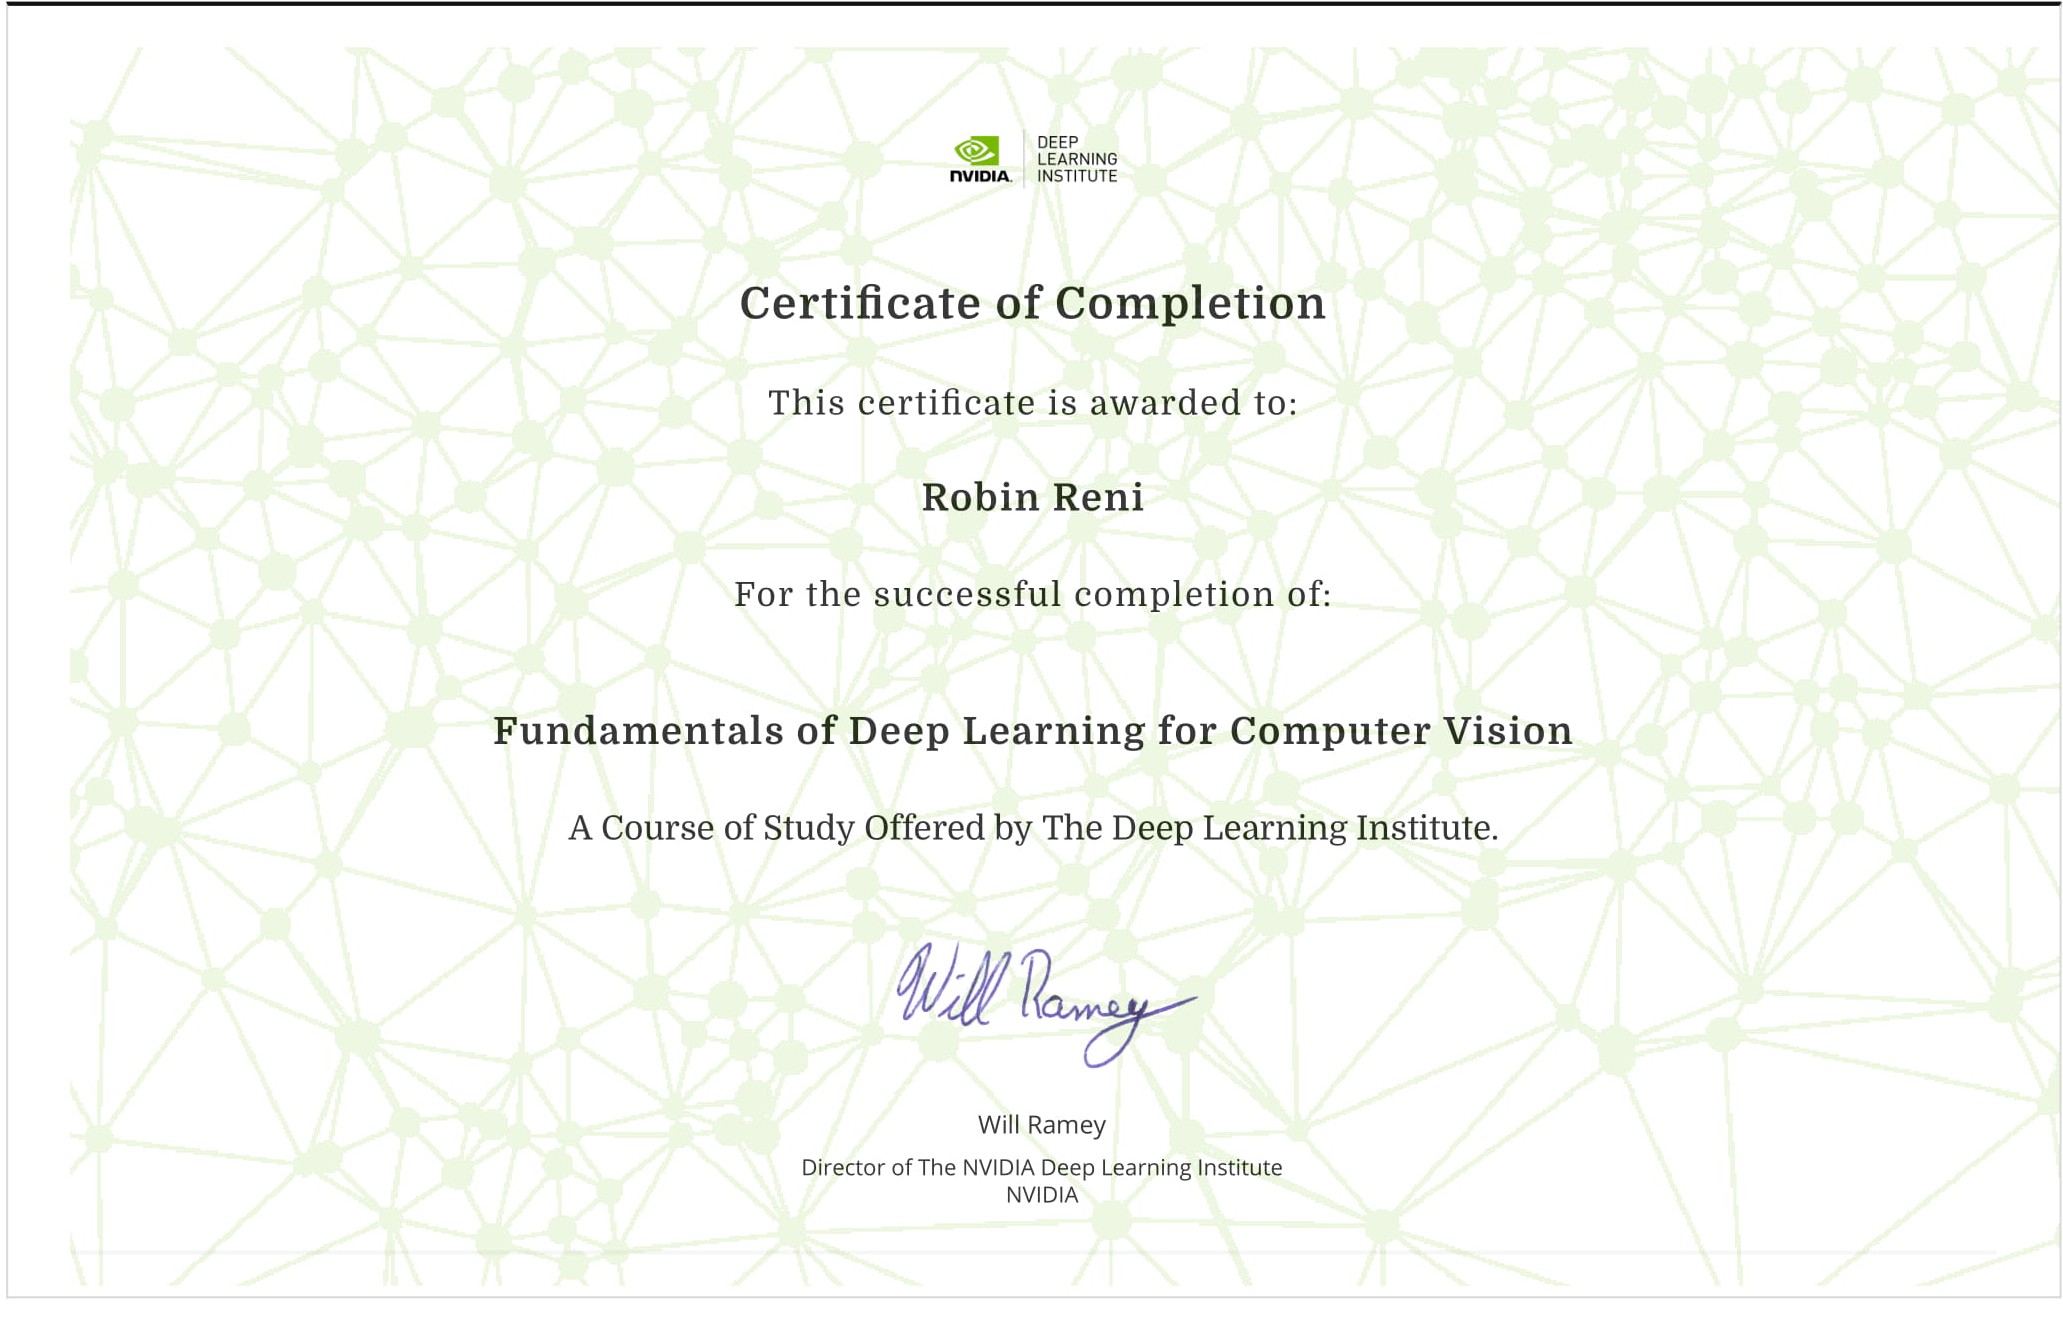 NVIDIA.
DEEP
LEARNING
INSTITUTE
Certificate of Completion
This certificate is awarded to:
Robin Reni
For the successful completion of:
Fundamentals of Deep Learning for Computer Vision
A Course of Study Offered by The Deep Learning Institute.
Will Ramey
Will Ramey
Director of The NVIDIA Deep Learning Institute
NVIDIA